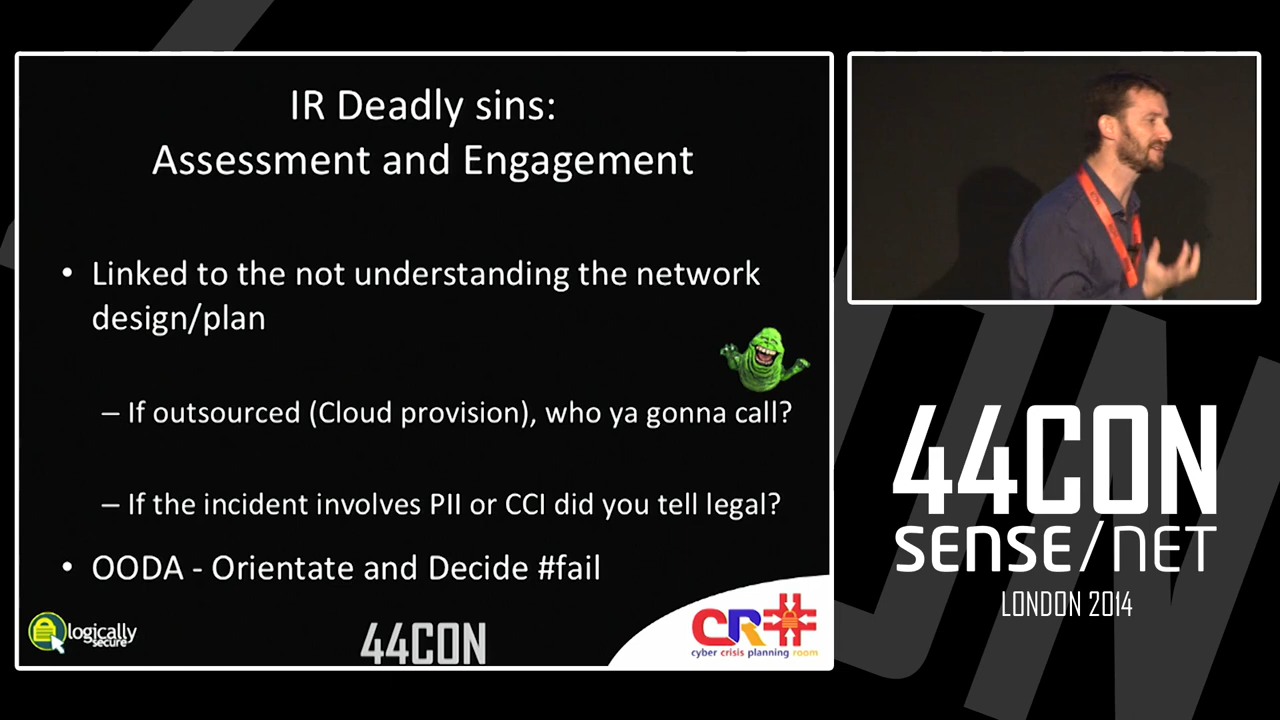 IR Deadly sins:
Assessment and Engagement
• Linked to the not understanding the network
design/plan
– If outsourced (Cloud provision), who ya gonna call?
– If the incident involves PII or CCI did you tell legal?
• OODA - Orientate and Decide #fail
logically
secure
44CON
CR
cyber crisis planning room
44CON
SENSE/NET
LONDON 2014